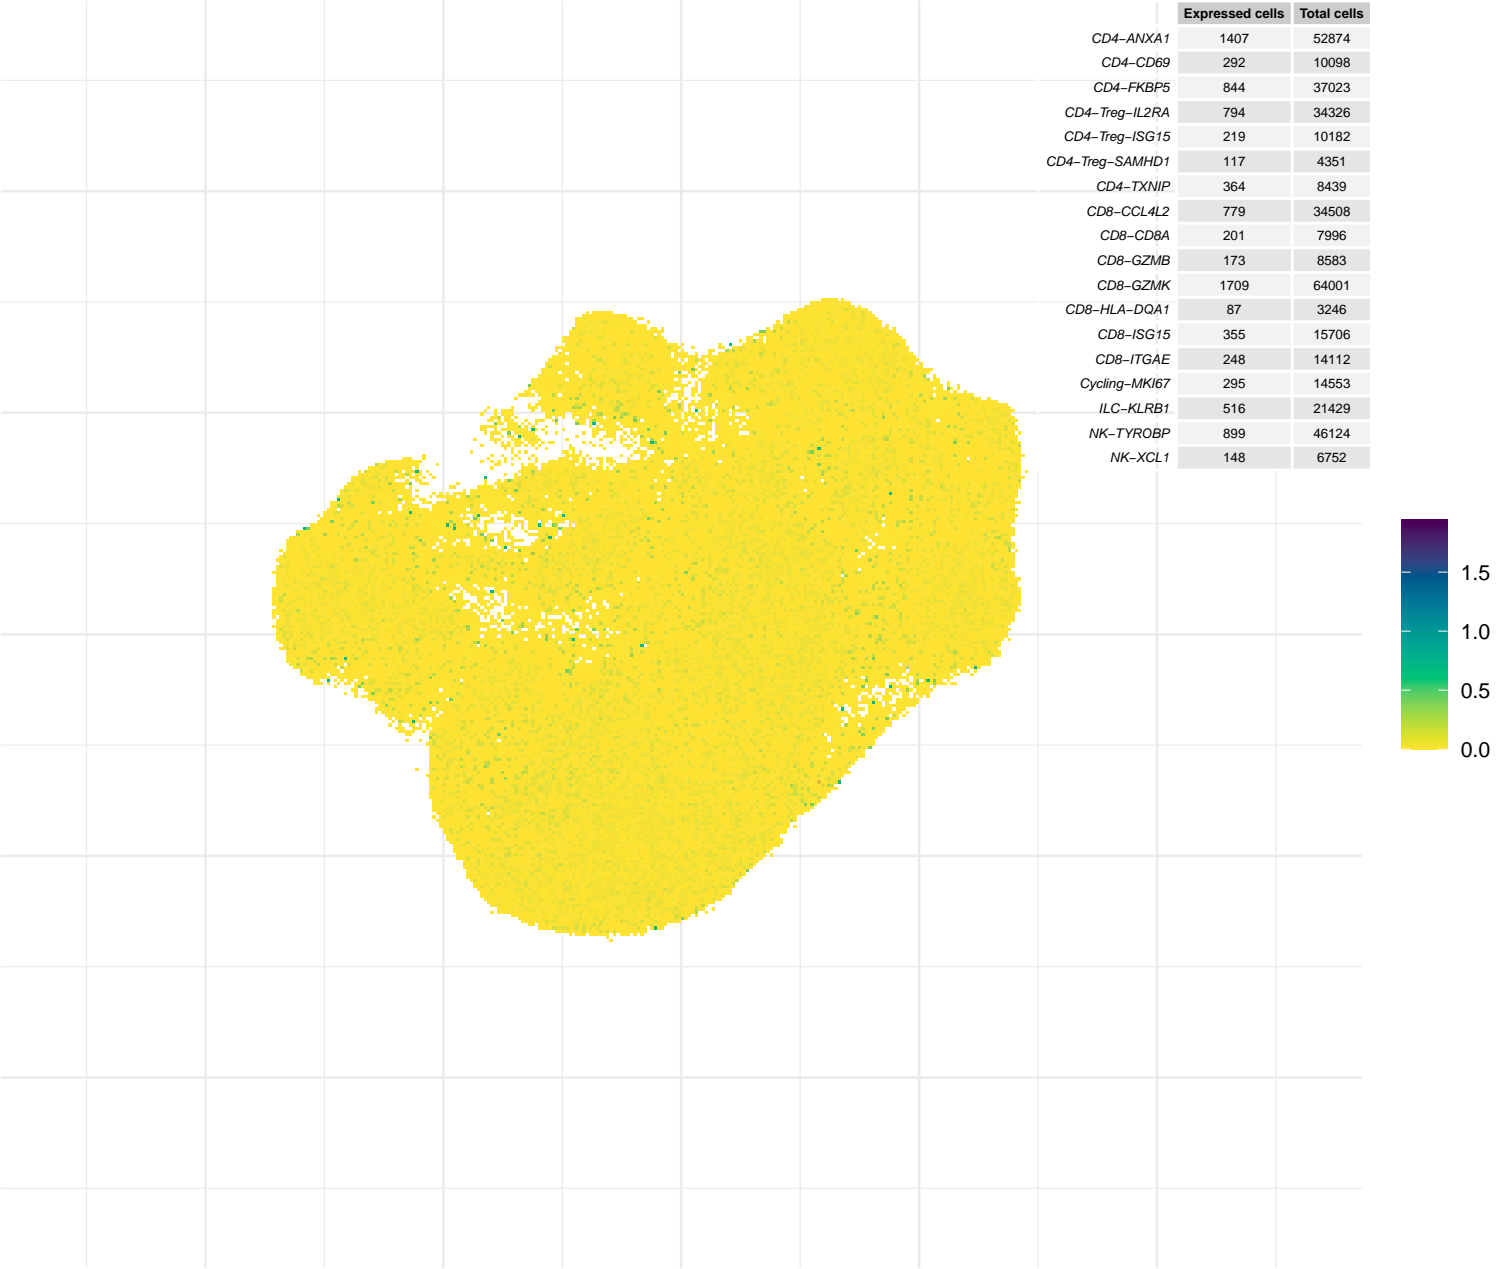 Expressed cells Total cells
CD4−ANXA1 1407 52874
CD4−CD69 292 10098
CD4−FKBP5 844 37023
CD4−Treg−IL2RA 794 34326
CD4−Treg−ISG15 219 10182
CD4−Treg−SAMHD1 117 4351
CD4−TXNIP 364 8439
CD8−CCL4L2 779 34508
CD8−CD8A 201 7996
CD8−GZMB 173 8583
CD8−GZMK 1709 64001
CD8−HLA−DQA1 87 3246
CD8−ISG15 355 15706
CD8−ITGAE 248 14112
Cycling−MKI67 295 14553
ILC−KLRB1 516 21429
NK−TYROBP 899 46124
NK−XCL1 148 6752
1.5
1.0
0.5
0.0